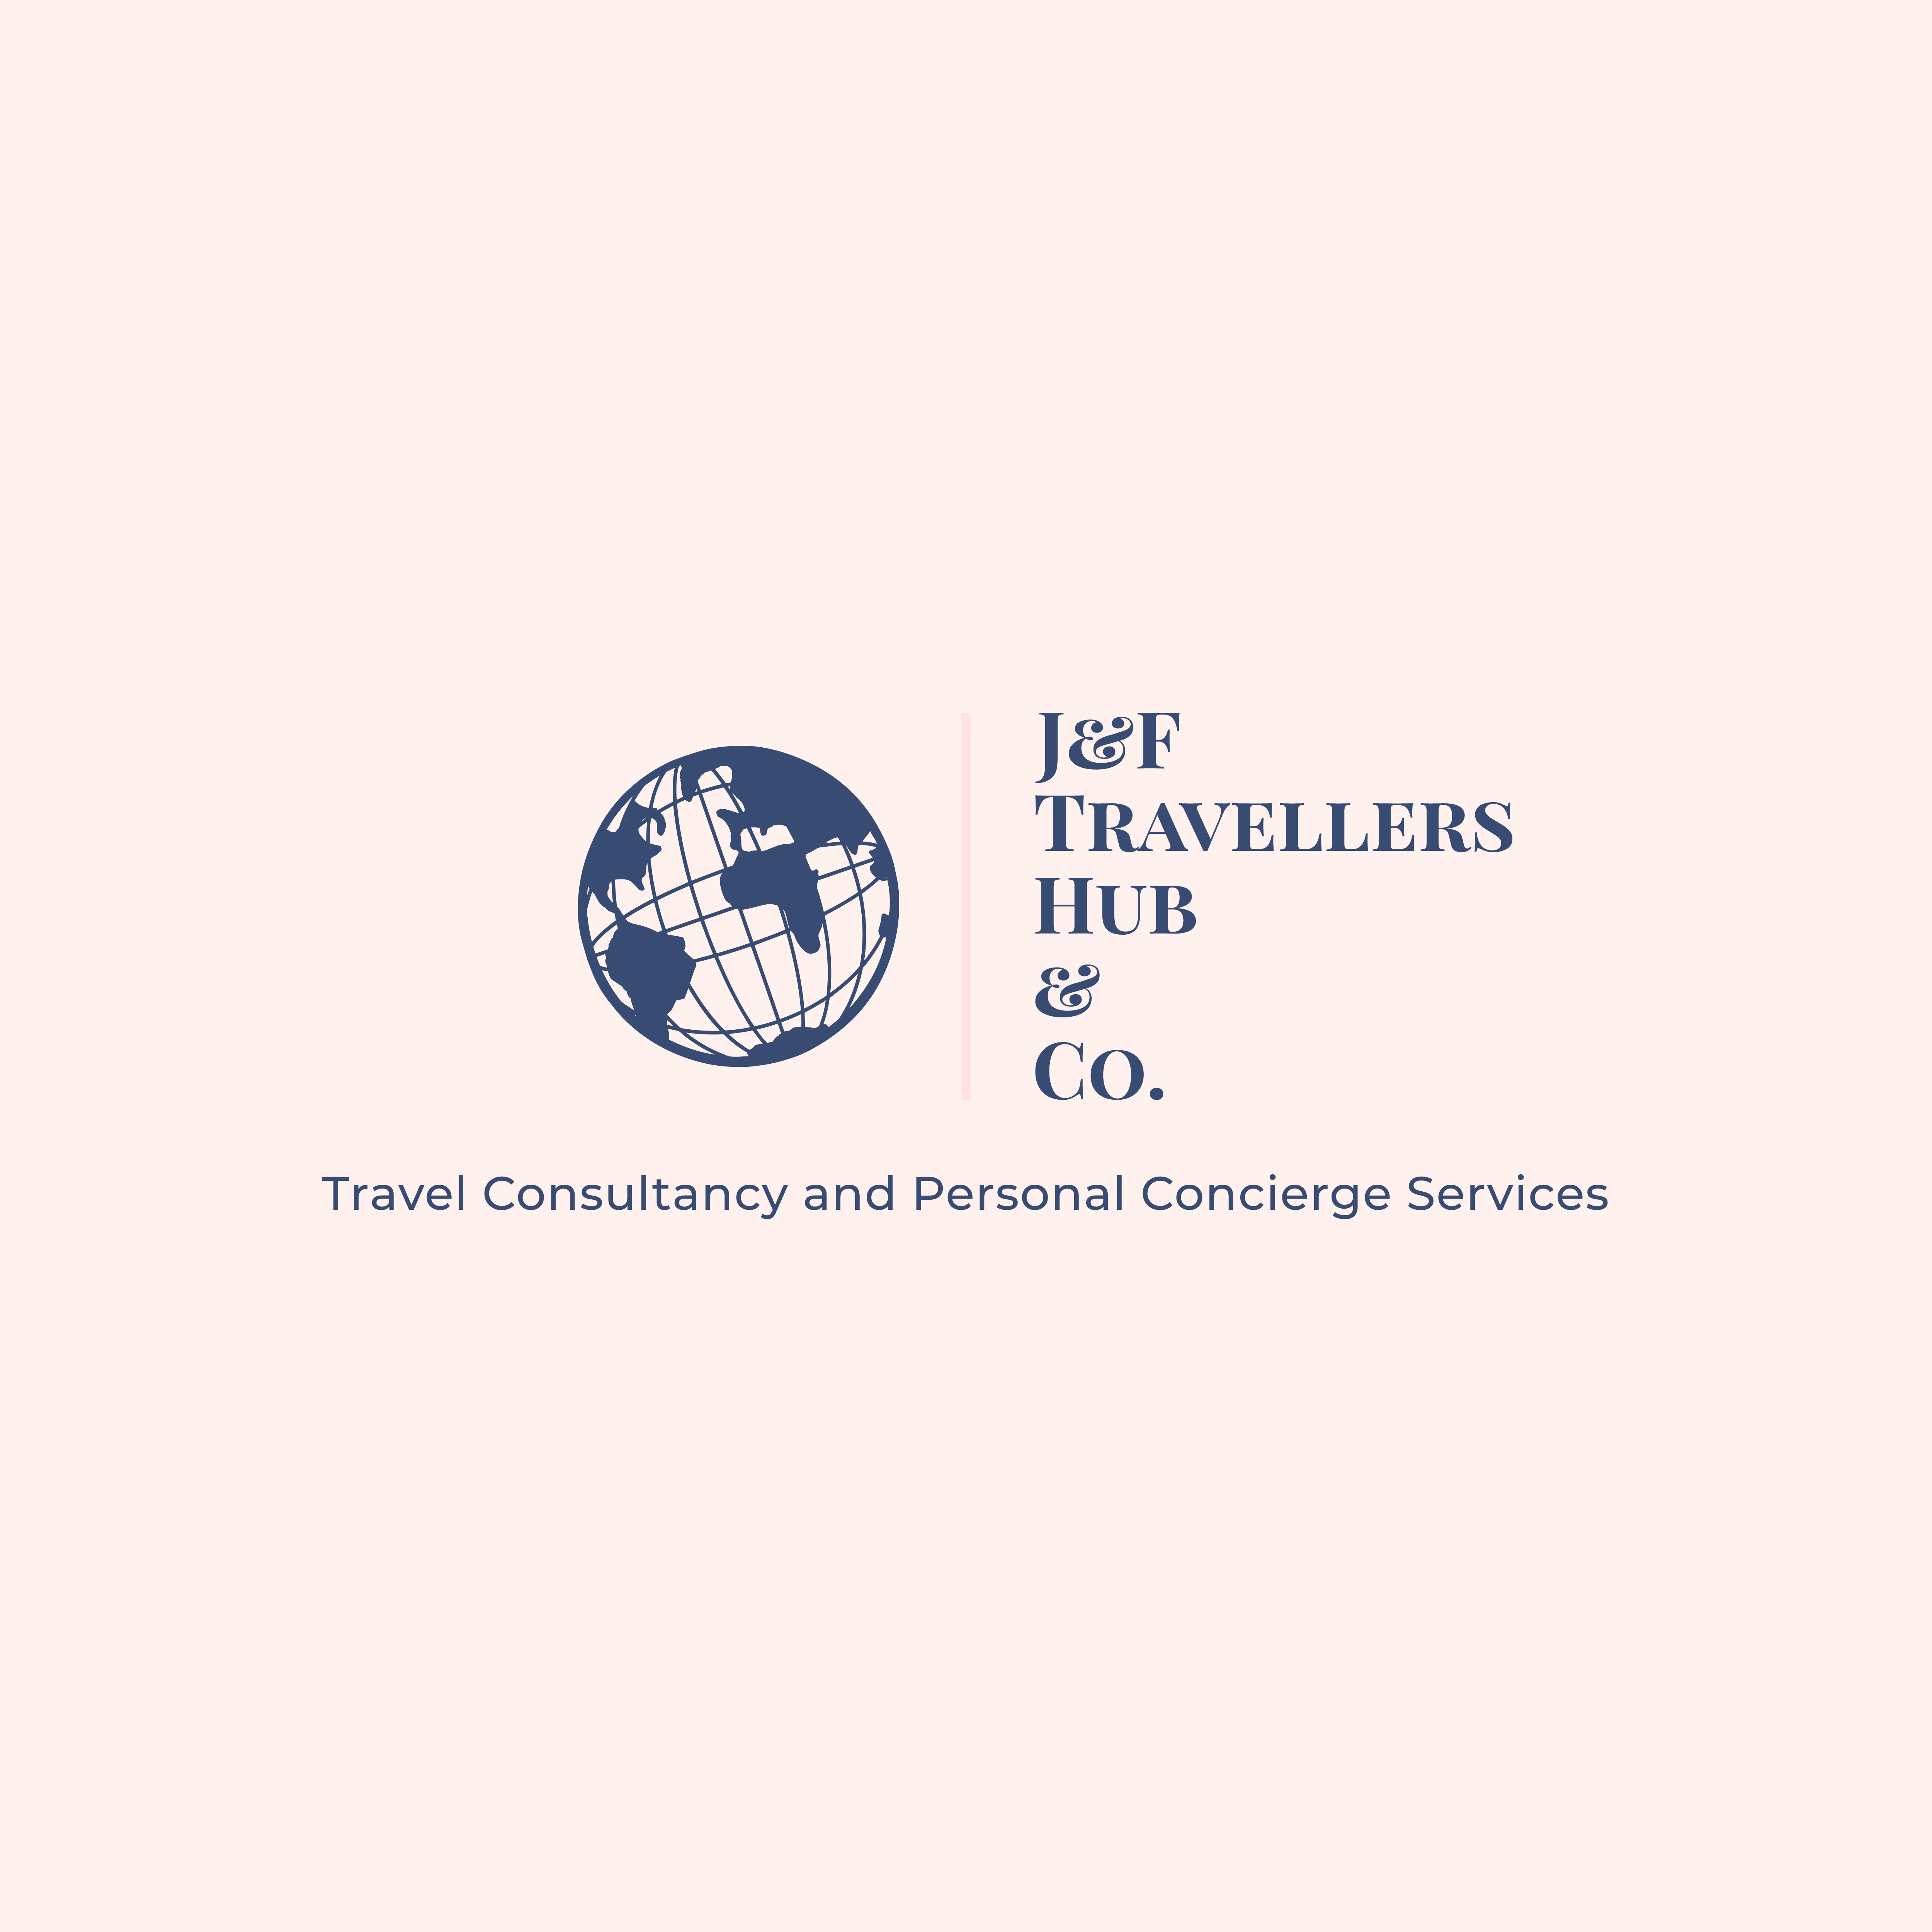 J&F
Travellers
Hub
&
Co.
Travel Consultancy and Personal Concierge Services